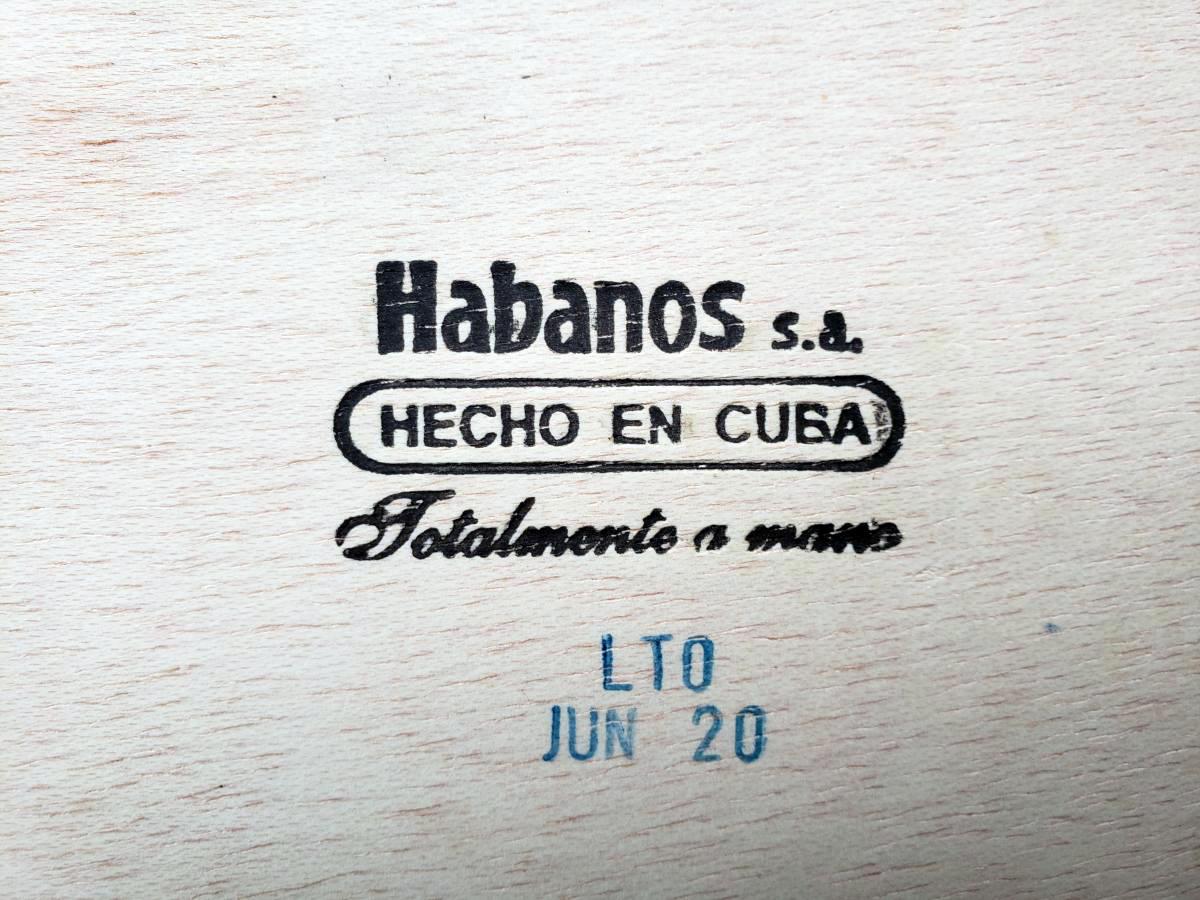 Habanos s.a.
HECHO EN CUBA
Totalmente a mano
LTO
JUN 20